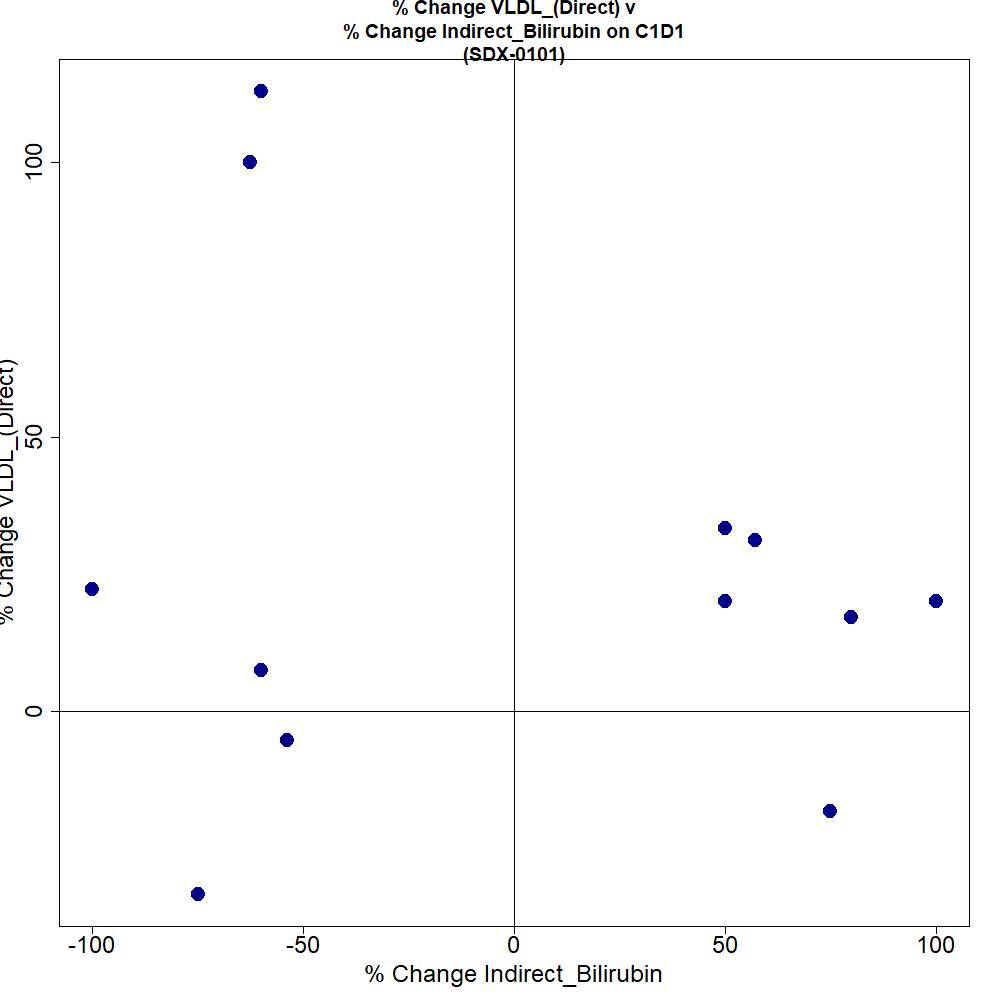 % Change VLDL_(Direct) v
% Change Indirect_Bilirubin on C1D1
(SDX-0101)
% Change VLDL_(Direct)
100
50
0
-100
-50
0
50
100
% Change Indirect_Bilirubin